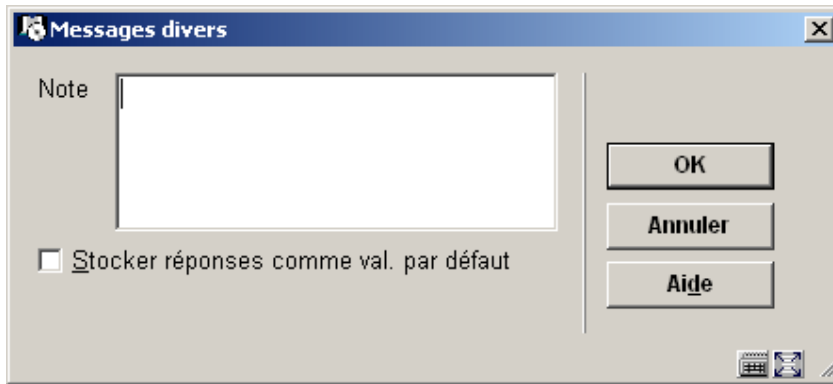 Messages divers
Note
OK
Annuler
Stocker réponses comme val. par défaut
Aide